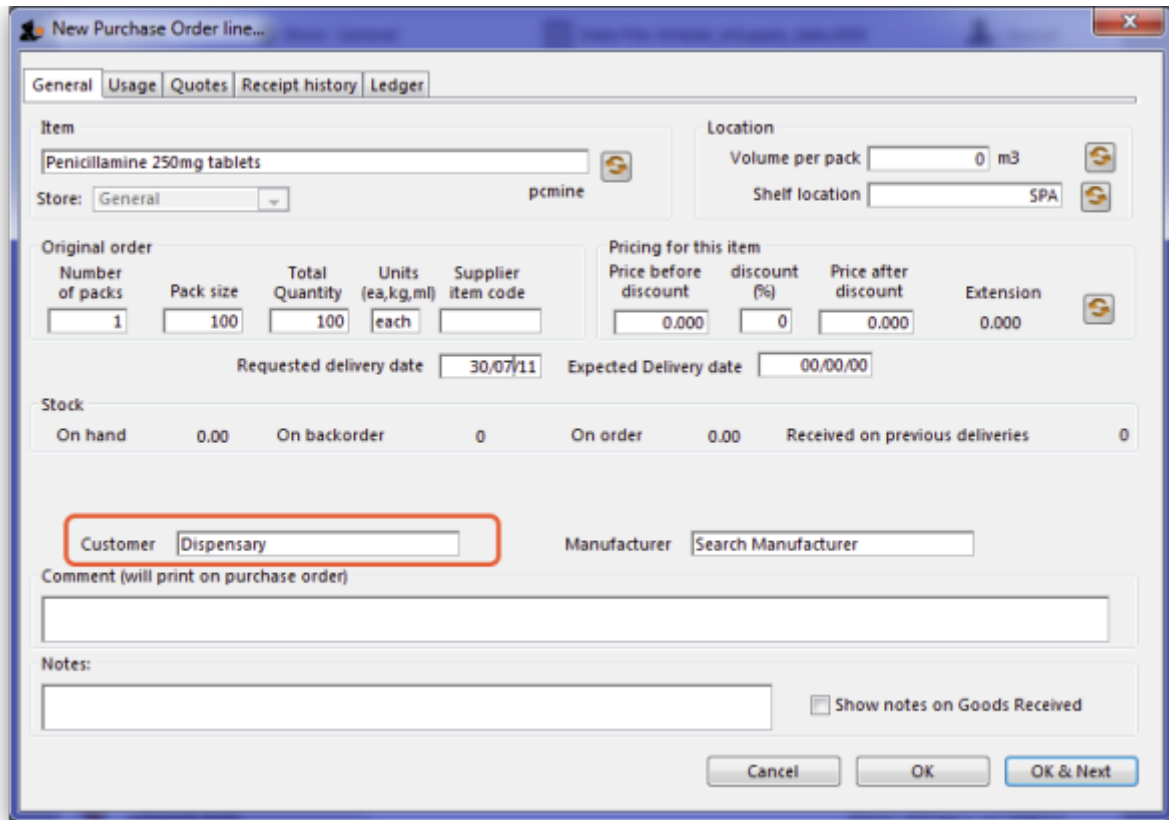 New Purchase Order line...
General Usage Quotes Receipt history Ledger
Item
Penicillamine 250mg tablets
Store: General
pcmine
Location
Volume per pack 0 m3
Shelf location SPA
Original order
Number of packs
Pack size
Total Quantity
Units (ea,kg,ml)
Supplier item code
1 100 100 each
Pricing for this item
Price before discount
discount (%)
Price after discount
Extension
0.000 0 0.000 0.000
Requested delivery date 30/07/11 Expected Delivery date 00/00/00
Stock
On hand 0.00 On backorder 0 On order 0.00 Received on previous deliveries 0
Customer Dispensary Manufacturer Search Manufacturer
Comment (will print on purchase order)
Notes:
Show notes on Goods Received
Cancel OK OK & Next